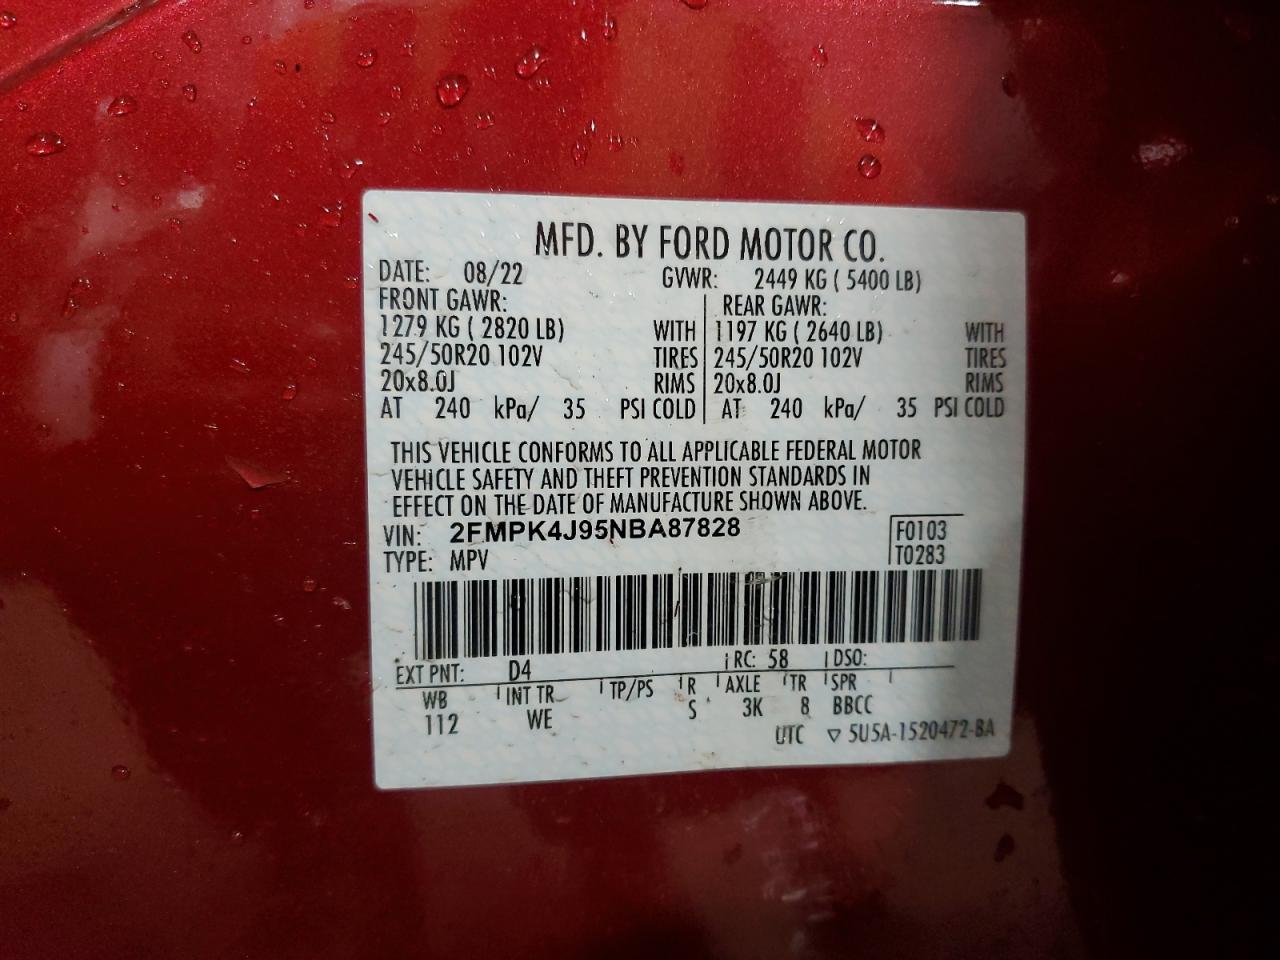 MFD. BY FORD MOTOR CO.
DATE: 08/22 GVWR: 2449 KG ( 5400 LB)
FRONT GAWR: REAR GAWR:
1279 KG ( 2820 LB) WITH 1197 KG ( 2640 LB) WITH
245/50R20 102V TIRES 245/50R20 102V TIRES
20x8.0J RIMS 20x8.0J RIMS
AT 240 kPa/ 35 PSI COLD AT 240 kPa/ 35 PSI COLD
THIS VEHICLE CONFORMS TO ALL APPLICABLE FEDERAL MOTOR
VEHICLE SAFETY AND THEFT PREVENTION STANDARDS IN
EFFECT ON THE DATE OF MANUFACTURE SHOWN ABOVE.
VIN: 2FMPK4J95NBA87828 F0103
TYPE: MPV T0283
EXT PNT: D4 RC: 58 DSO:
WB INT TR TP/PS R AXLE TR SPR
112 WE S 3K 8 BBCC
UTC ▽ 5U5A-1520472-BA